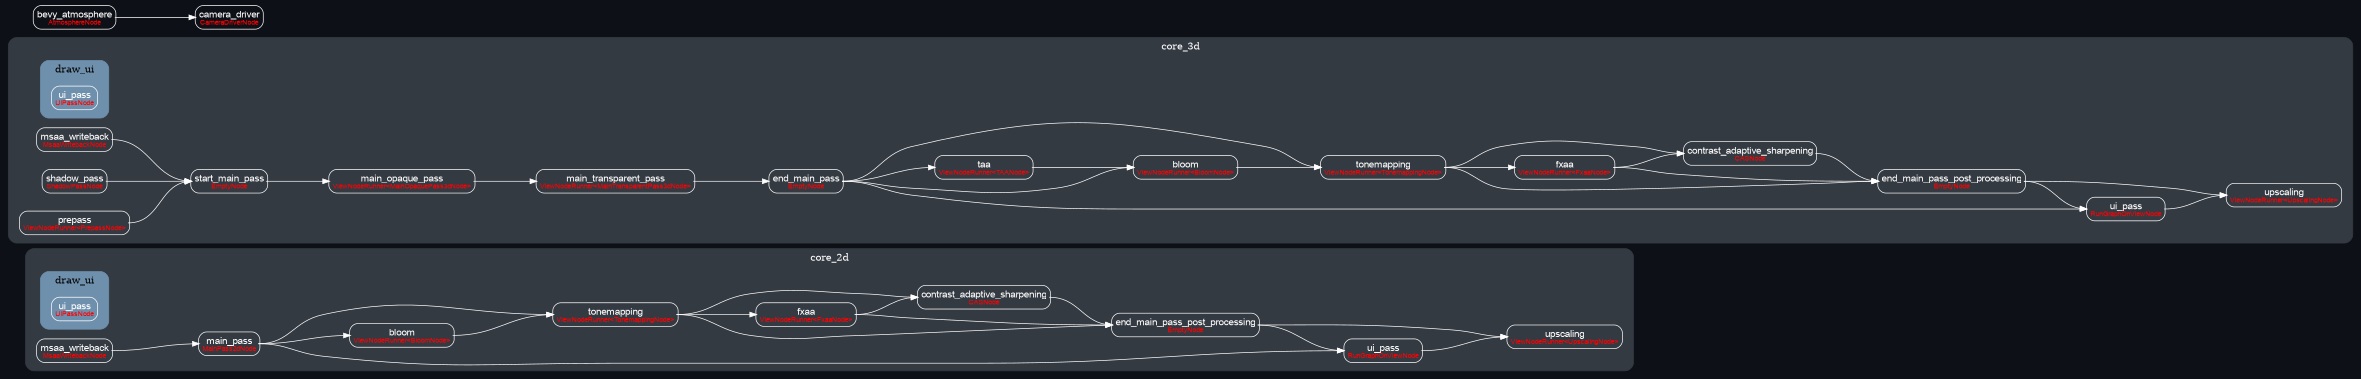 bevy_atmosphere
AtmosphereNode
camera_driver
CameraDriverNode
core_3d
draw_ui
ui_pass
UiPassNode
msaa_writeback
MsaaWritebackNode
shadow_pass
ShadowPassNode
prepass
ViewNodeRunner<PrepassNode>
start_main_pass
EmptyNode
main_opaque_pass
ViewNodeRunner<MainOpaquePass3dNode>
main_transparent_pass
ViewNodeRunner<MainTransparentPass3dNode>
end_main_pass
EmptyNode
taa
ViewNodeRunner<TAANode>
bloom
ViewNodeRunner<BloomNode>
tonemapping
ViewNodeRunner<TonemappingNode>
fxaa
ViewNodeRunner<FxaaNode>
contrast_adaptive_sharpening
CASNode
end_main_pass_post_processing
EmptyNode
ui_pass
RunGraphOnViewNode
upscaling
ViewNodeRunner<UpscalingNode>
core_2d
draw_ui
ui_pass
UiPassNode
msaa_writeback
MsaaWritebackNode
main_pass
MainPass2dNode
bloom
ViewNodeRunner<BloomNode>
tonemapping
ViewNodeRunner<TonemappingNode>
fxaa
ViewNodeRunner<FxaaNode>
contrast_adaptive_sharpening
CASNode
end_main_pass_post_processing
EmptyNode
ui_pass
RunGraphOnViewNode
upscaling
ViewNodeRunner<UpscalingNode>